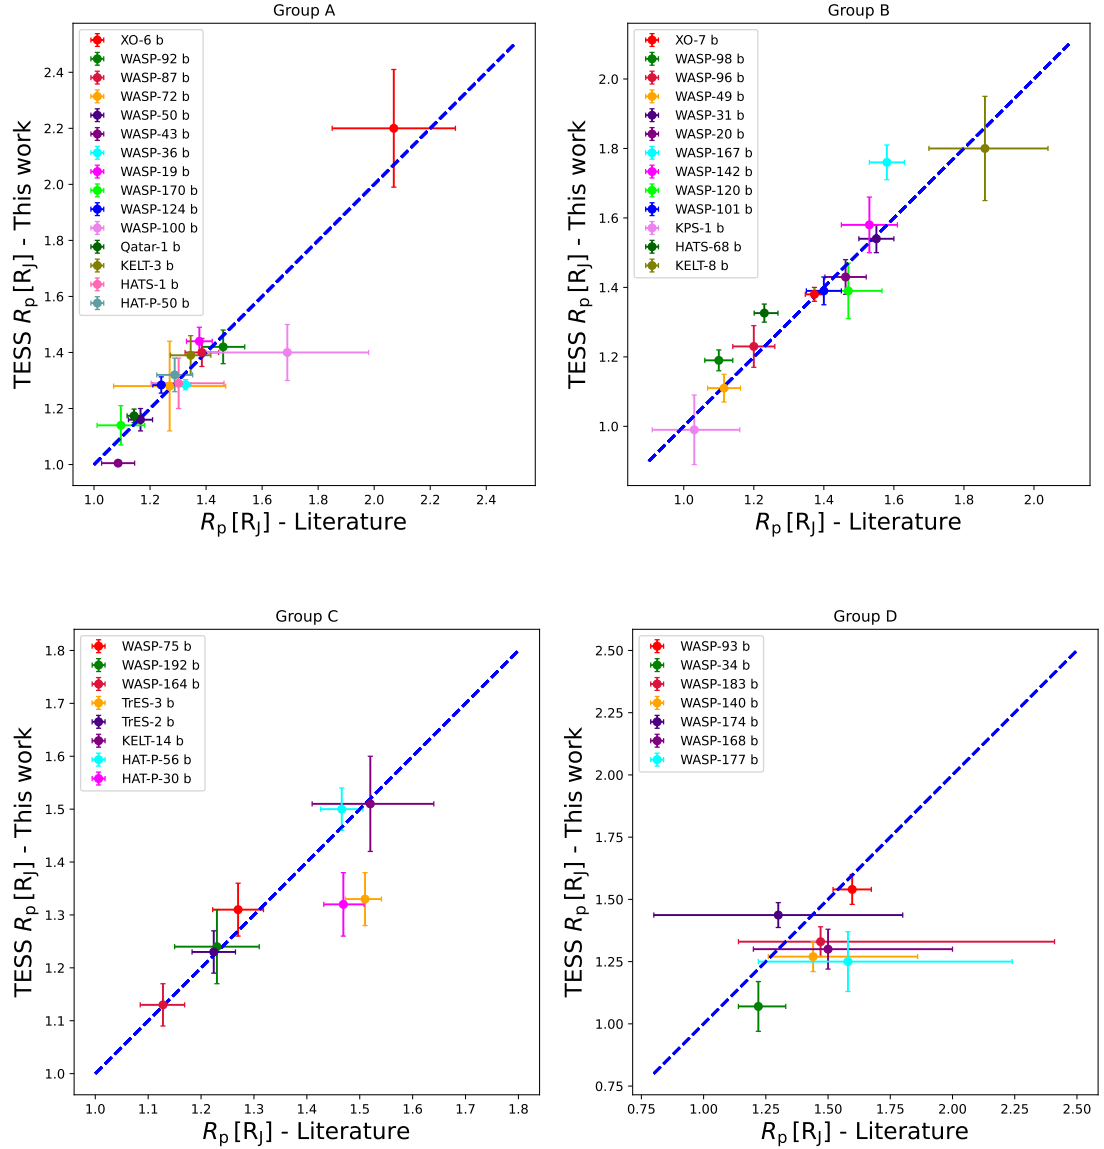 Group A
XO-6 b
WASP-92 b
WASP-87 b
WASP-72 b
WASP-50 b
WASP-43 b
WASP-36 b
WASP-19 b
WASP-170 b
WASP-124 b
WASP-100 b
Qatar-1 b
KELT-3 b
HATS-1 b
HAT-P-50 b
TESS Rp [RJ] - This work
2.4
2.2
2.0
1.8
1.6
1.4
1.2
1.0
1.0 1.2 1.4 1.6 1.8 2.0 2.2 2.4
Rp [RJ] - Literature
Group B
XO-7 b
WASP-98 b
WASP-96 b
WASP-49 b
WASP-31 b
WASP-20 b
WASP-167 b
WASP-142 b
WASP-120 b
WASP-101 b
KPS-1 b
HATS-68 b
KELT-8 b
TESS Rp [RJ] - This work
2.0
1.8
1.6
1.4
1.2
1.0
1.0 1.2 1.4 1.6 1.8 2.0
Rp [RJ] - Literature
Group C
WASP-75 b
WASP-192 b
WASP-164 b
TrES-3 b
TrES-2 b
KELT-14 b
HAT-P-56 b
HAT-P-30 b
TESS Rp [RJ] - This work
1.8
1.7
1.6
1.5
1.4
1.3
1.2
1.1
1.0
1.0 1.1 1.2 1.3 1.4 1.5 1.6 1.7 1.8
Rp [RJ] - Literature
Group D
WASP-93 b
WASP-34 b
WASP-183 b
WASP-140 b
WASP-174 b
WASP-168 b
WASP-177 b
TESS Rp [RJ] - This work
2.50
2.25
2.00
1.75
1.50
1.25
1.00
0.75
0.75 1.00 1.25 1.50 1.75 2.00 2.25 2.50
Rp [RJ] - Literature